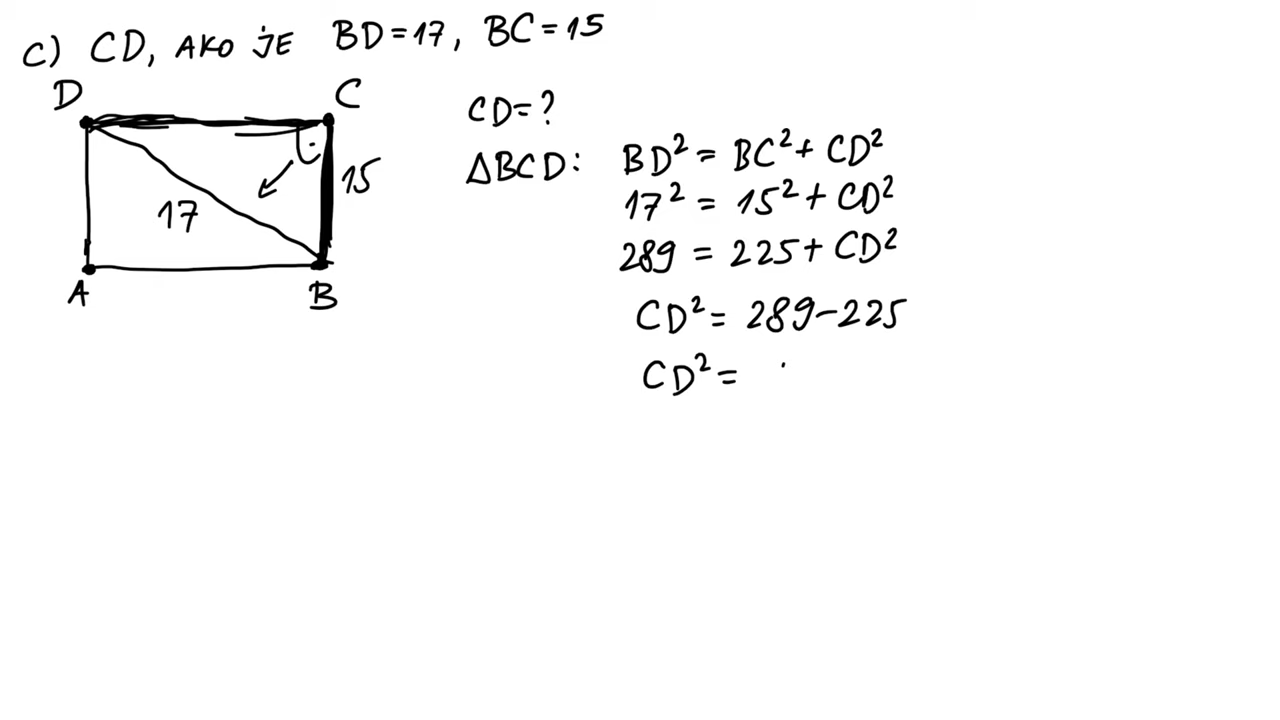 C) CD, AKO JE BD=17, BC=15
D
C
15
17
A
B
CD=?
ΔBCD: BD²=BC²+CD²
17²=15²+CD²
289=225+CD²
CD²=289-225
CD²=